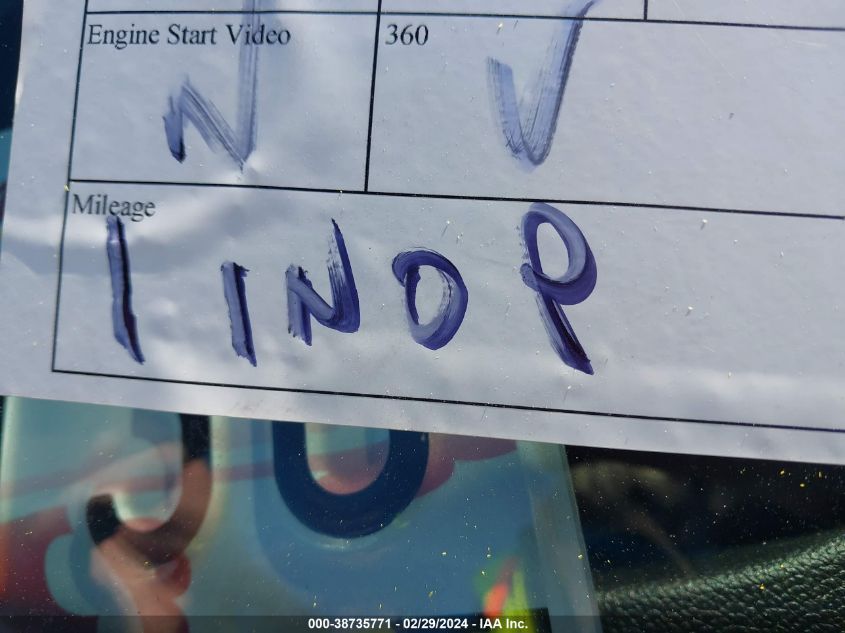 Engine Start Video 360
N √
Mileage
1 INOP
000-38735771 - 02/29/2024 - IAA Inc.